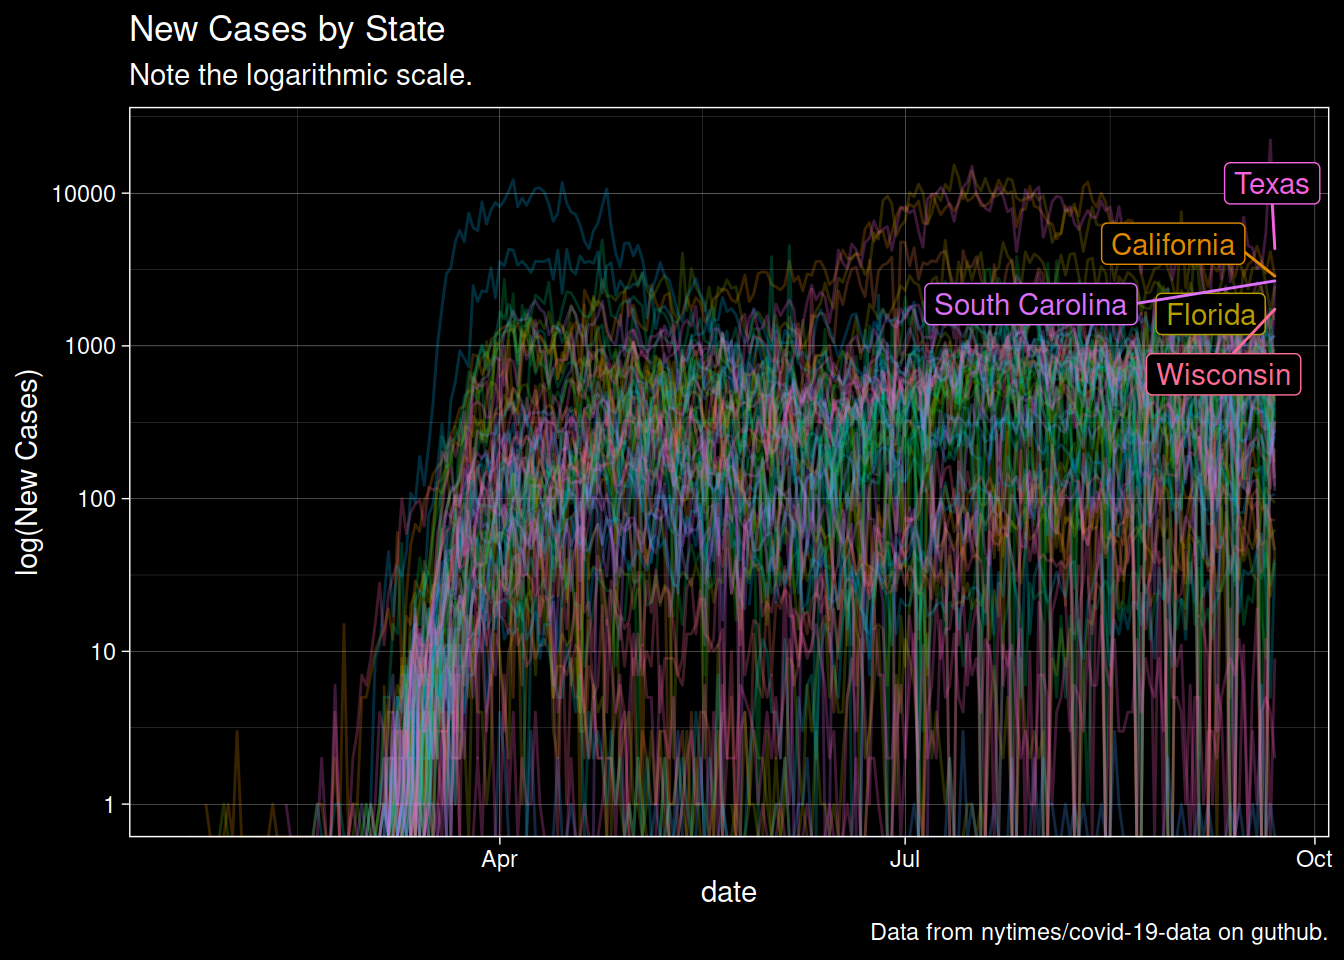 New Cases by State
Note the logarithmic scale.
10000
1000
100
10
1
log(New Cases)
Texas
California
South Carolina
Florida
Wisconsin
Apr
Jul
Oct
date
Data from nytimes/covid-19-data on guthub.